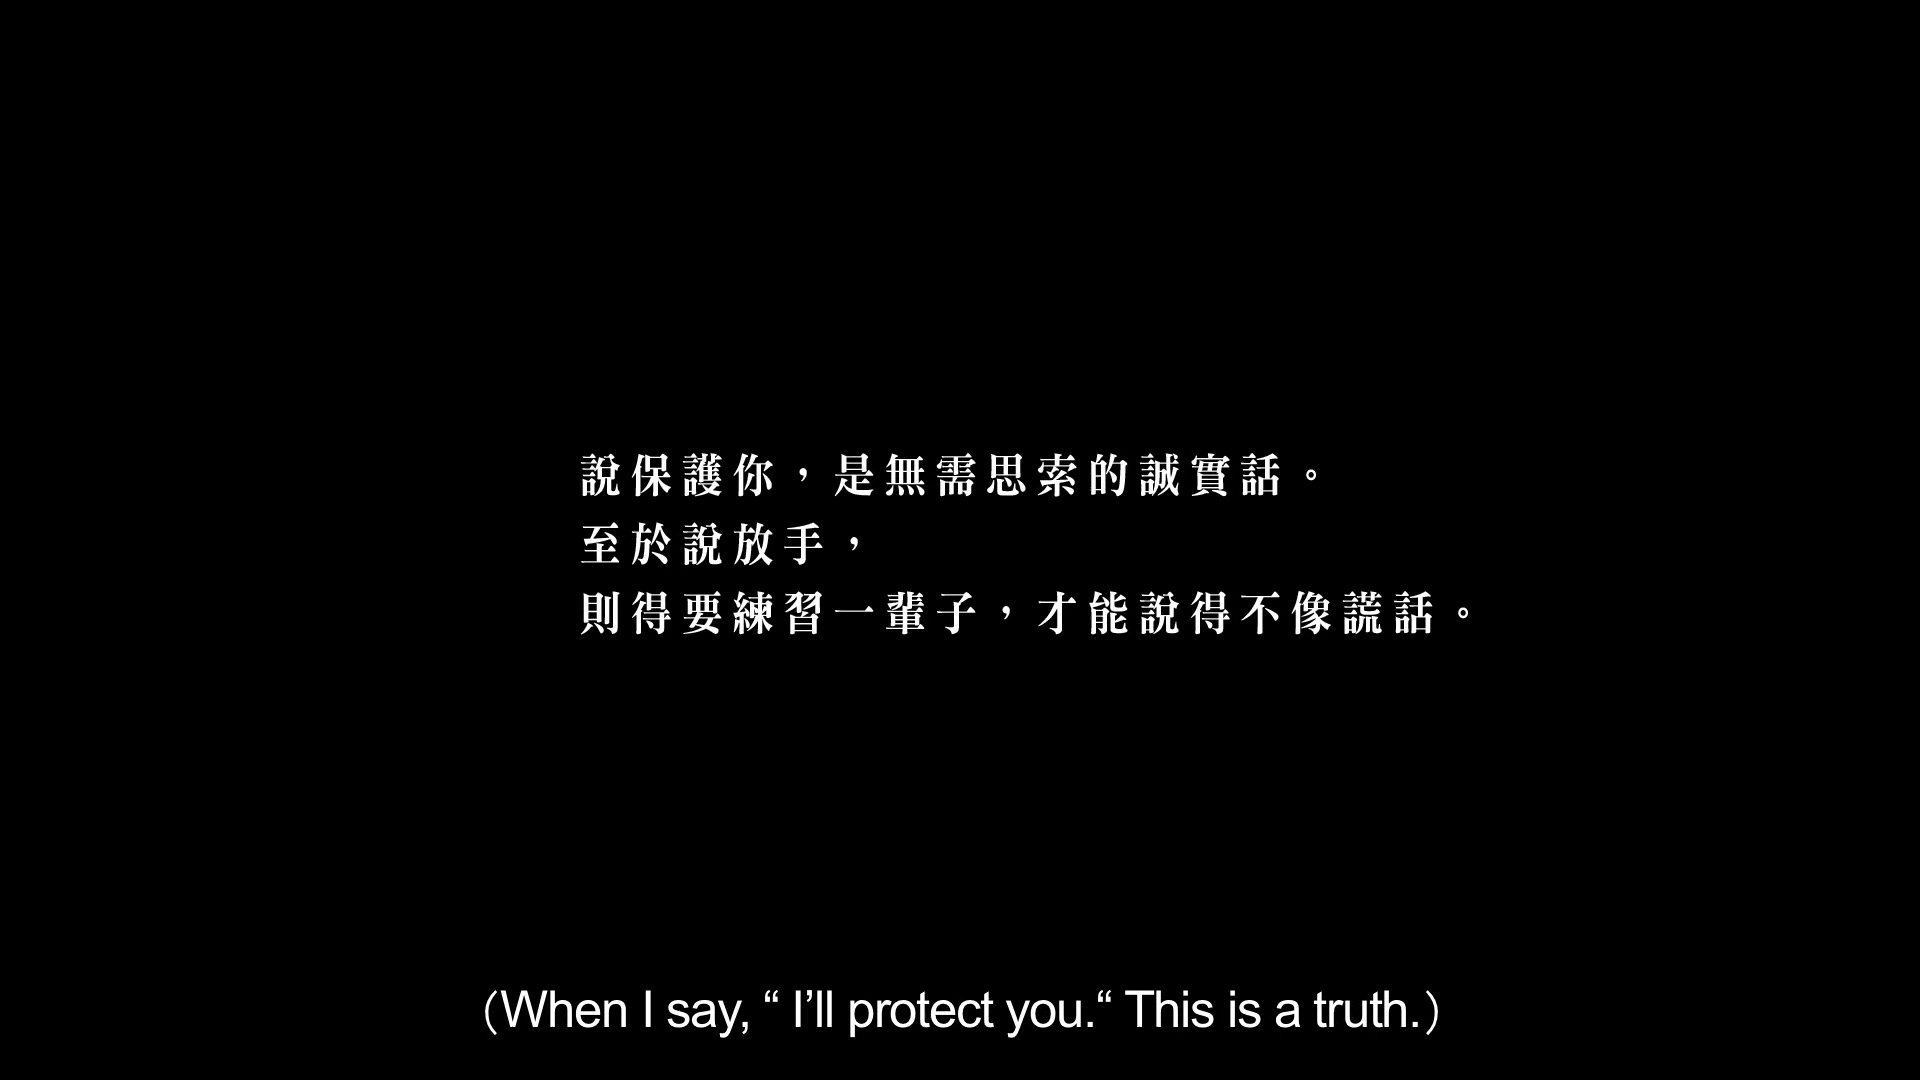 說保護你，是無需思索的誠實話。
至於說放手，
則得要練習一輩子，才能說得不像謊話。
（When I say, “ I’ll protect you.“ This is a truth.）